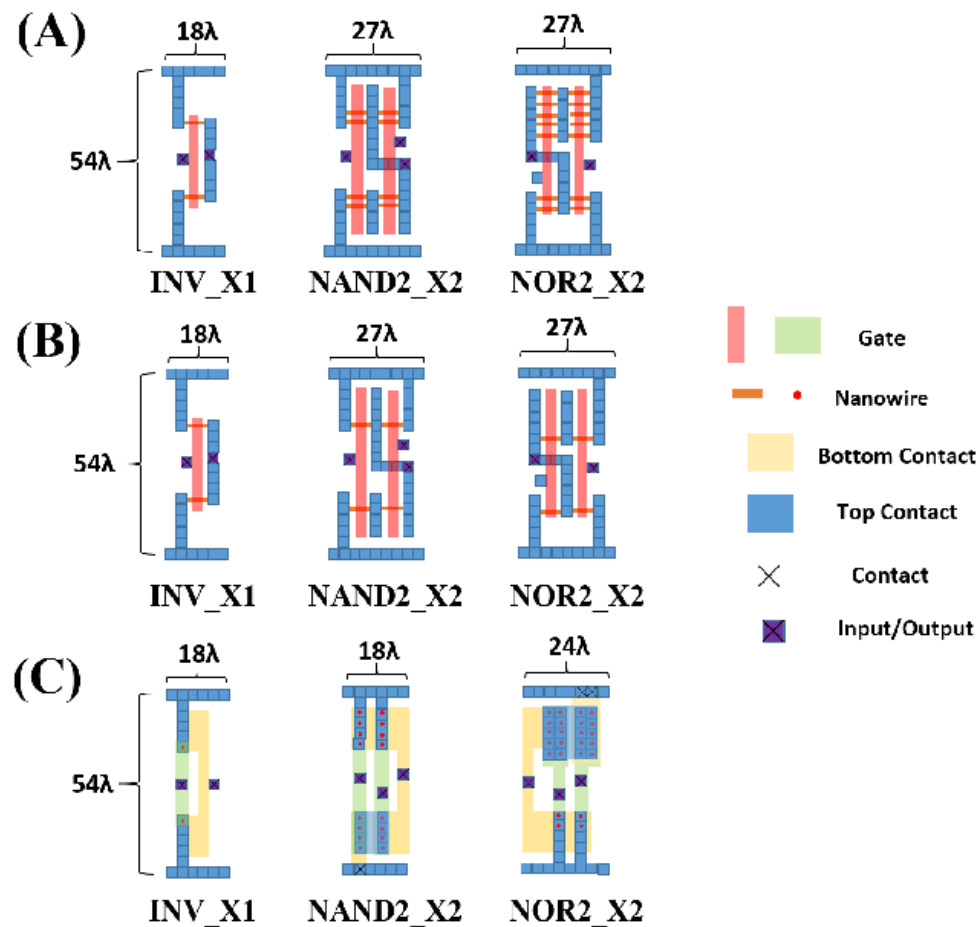 (A)
18λ
27λ
27λ
54λ
INV_X1
NAND2_X2
NOR2_X2
(B)
18λ
27λ
27λ
54λ
INV_X1
NAND2_X2
NOR2_X2
(C)
18λ
18λ
24λ
54λ
INV_X1
NAND2_X2
NOR2_X2
Gate
Nanowire
Bottom Contact
Top Contact
Contact
Input/Output